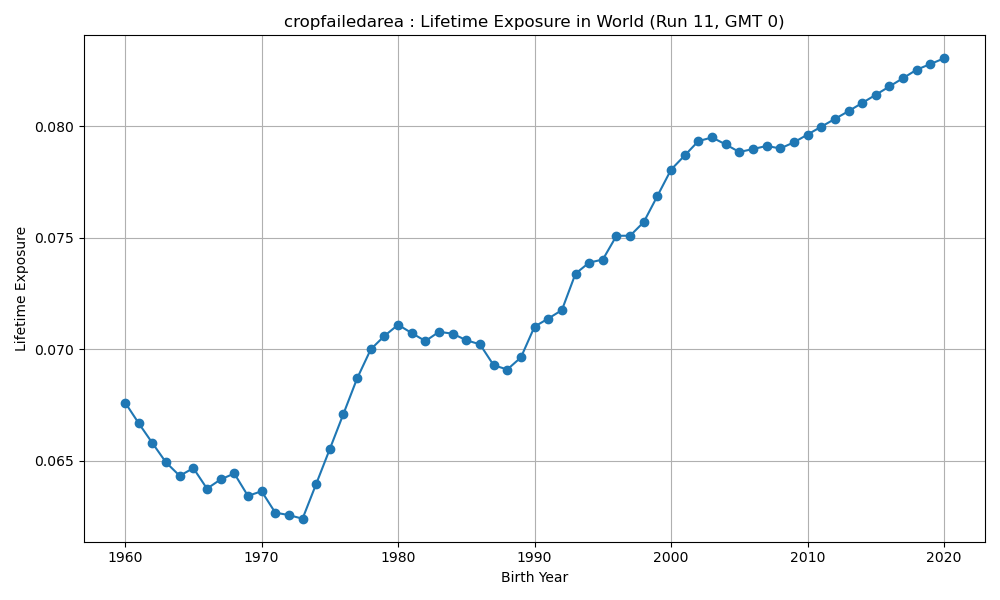 cropfailedarea : Lifetime Exposure in World (Run 11, GMT 0)
Lifetime Exposure
0.080
0.075
0.070
0.065
1960 1970 1980 1990 2000 2010 2020
Birth Year